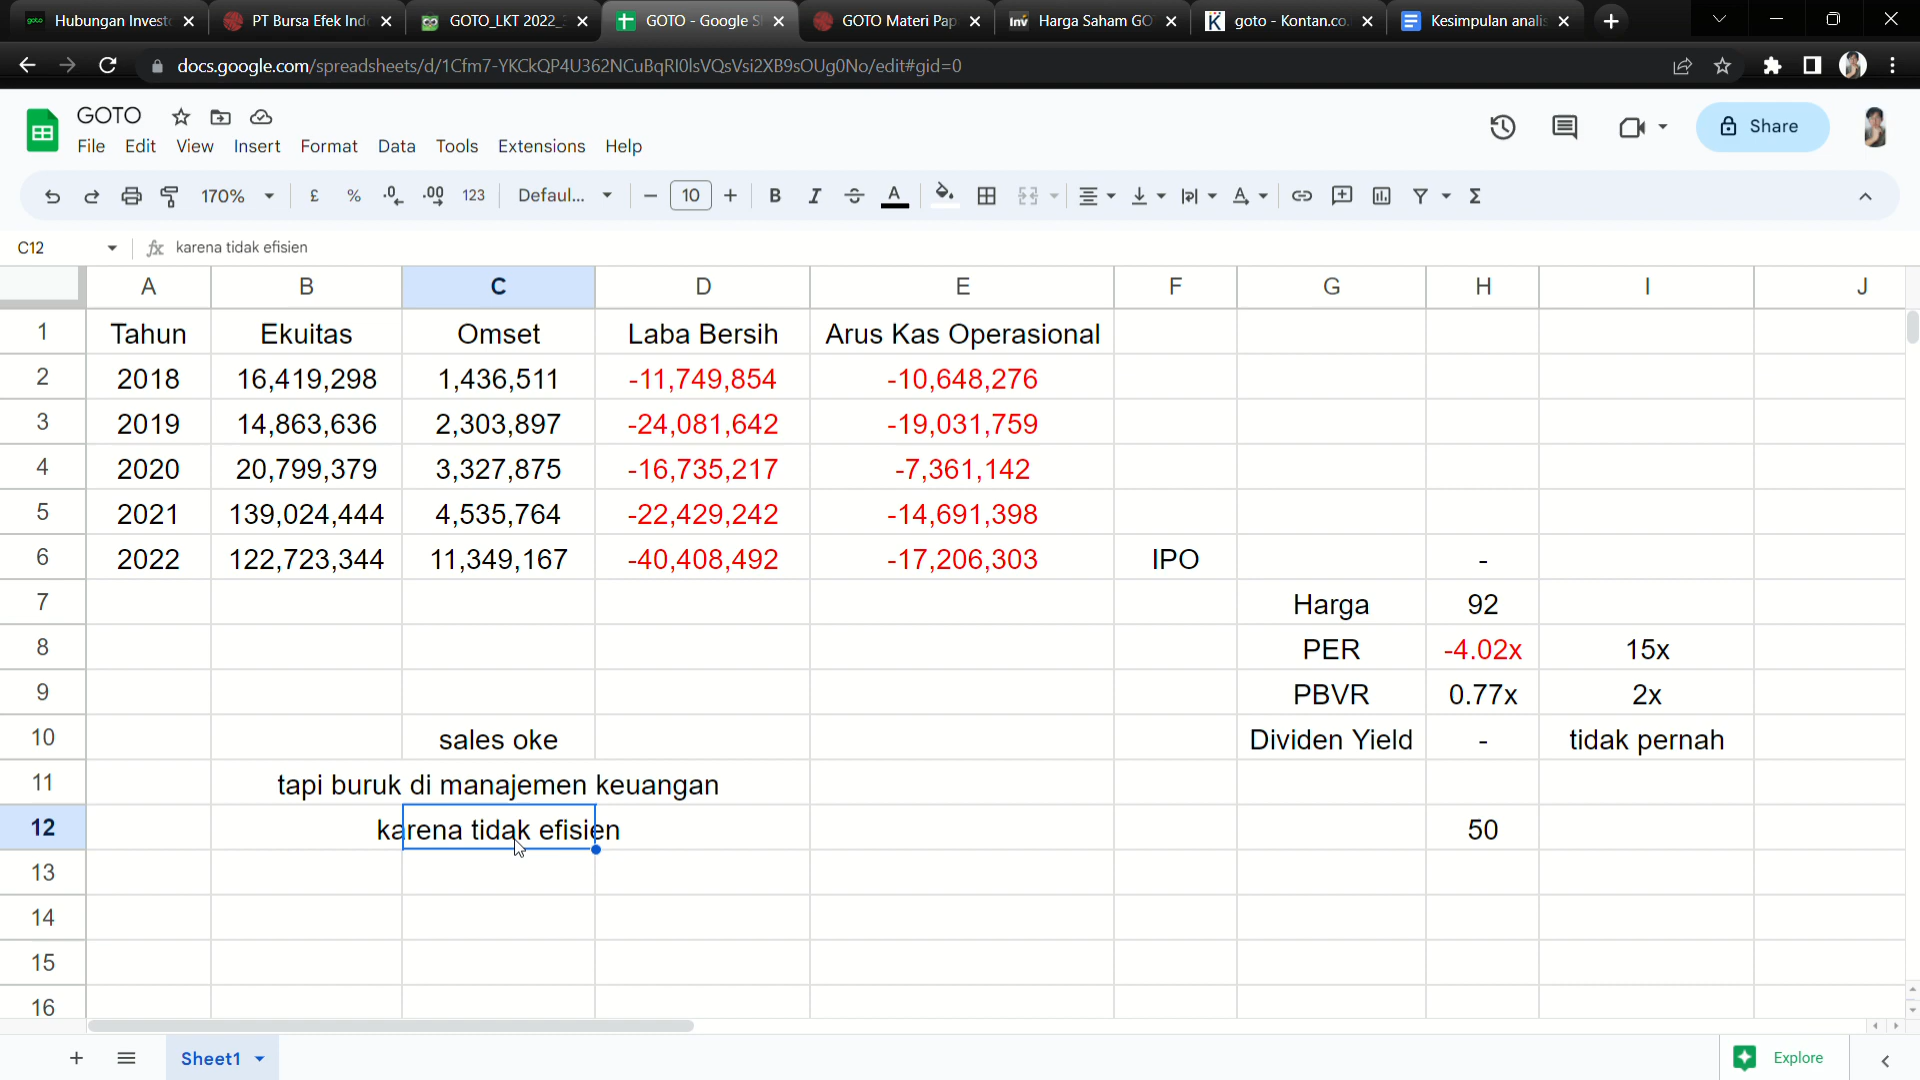 Hubungan Invest
PT Bursa Efek Ind
GOTO_LKT 2022_
GOTO - Google S
GOTO Materi Pap
Harga Saham GO
goto - Kontan.co.
Kesimpulan analis
docs.google.com/spreadsheets/d/1Cfm7-YKCkQP4U362NCuBqRI0lsVQsVsi2XB9sOUg0No/edit#gid=0
GOTO
File Edit View Insert Format Data Tools Extensions Help
Share
170% £ % .0 .00 123 Defaul... 10 B I A Σ
C12 fx karena tidak efisien
A B C D E F G H I J
1 Tahun Ekuitas Omset Laba Bersih Arus Kas Operasional
2 2018 16,419,298 1,436,511 -11,749,854 -10,648,276
3 2019 14,863,636 2,303,897 -24,081,642 -19,031,759
4 2020 20,799,379 3,327,875 -16,735,217 -7,361,142
5 2021 139,024,444 4,535,764 -22,429,242 -14,691,398
6 2022 122,723,344 11,349,167 -40,408,492 -17,206,303 IPO -
7 Harga 92
8 PER -4.02x 15x
9 PBVR 0.77x 2x
10 sales oke Dividen Yield - tidak pernah
11 tapi buruk di manajemen keuangan
12 karena tidak efisien 50
13
14
15
16
Sheet1
Explore